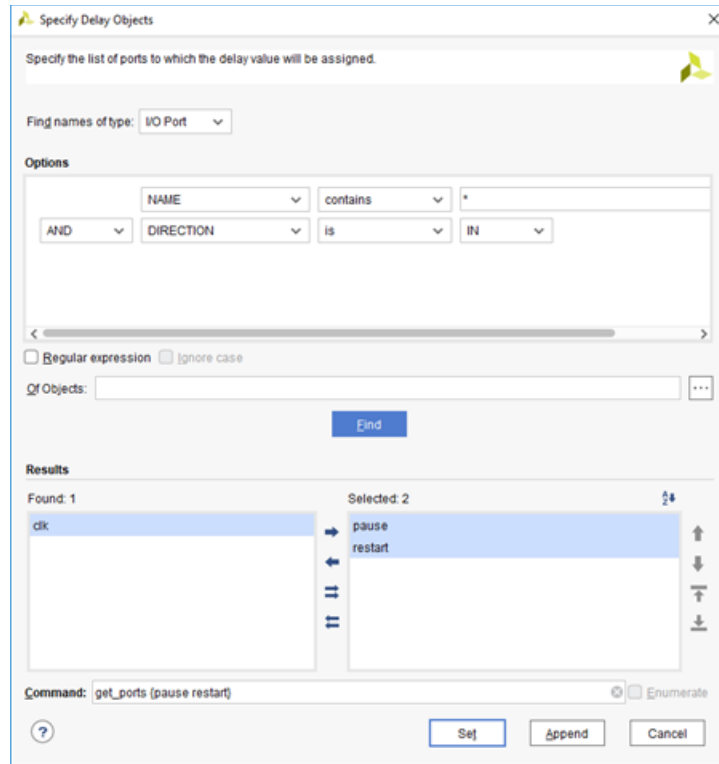 Specify Delay Objects
Specify the list of ports to which the delay value will be assigned.
Find names of type: I/O Port
Options
NAME contains *
AND DIRECTION is IN
Regular expression Ignore case
Of Objects: ...
Find
Results
Found: 1 Selected: 2
clk pause
restart
Command: get_ports {pause restart} Enumerate
? Set Append Cancel